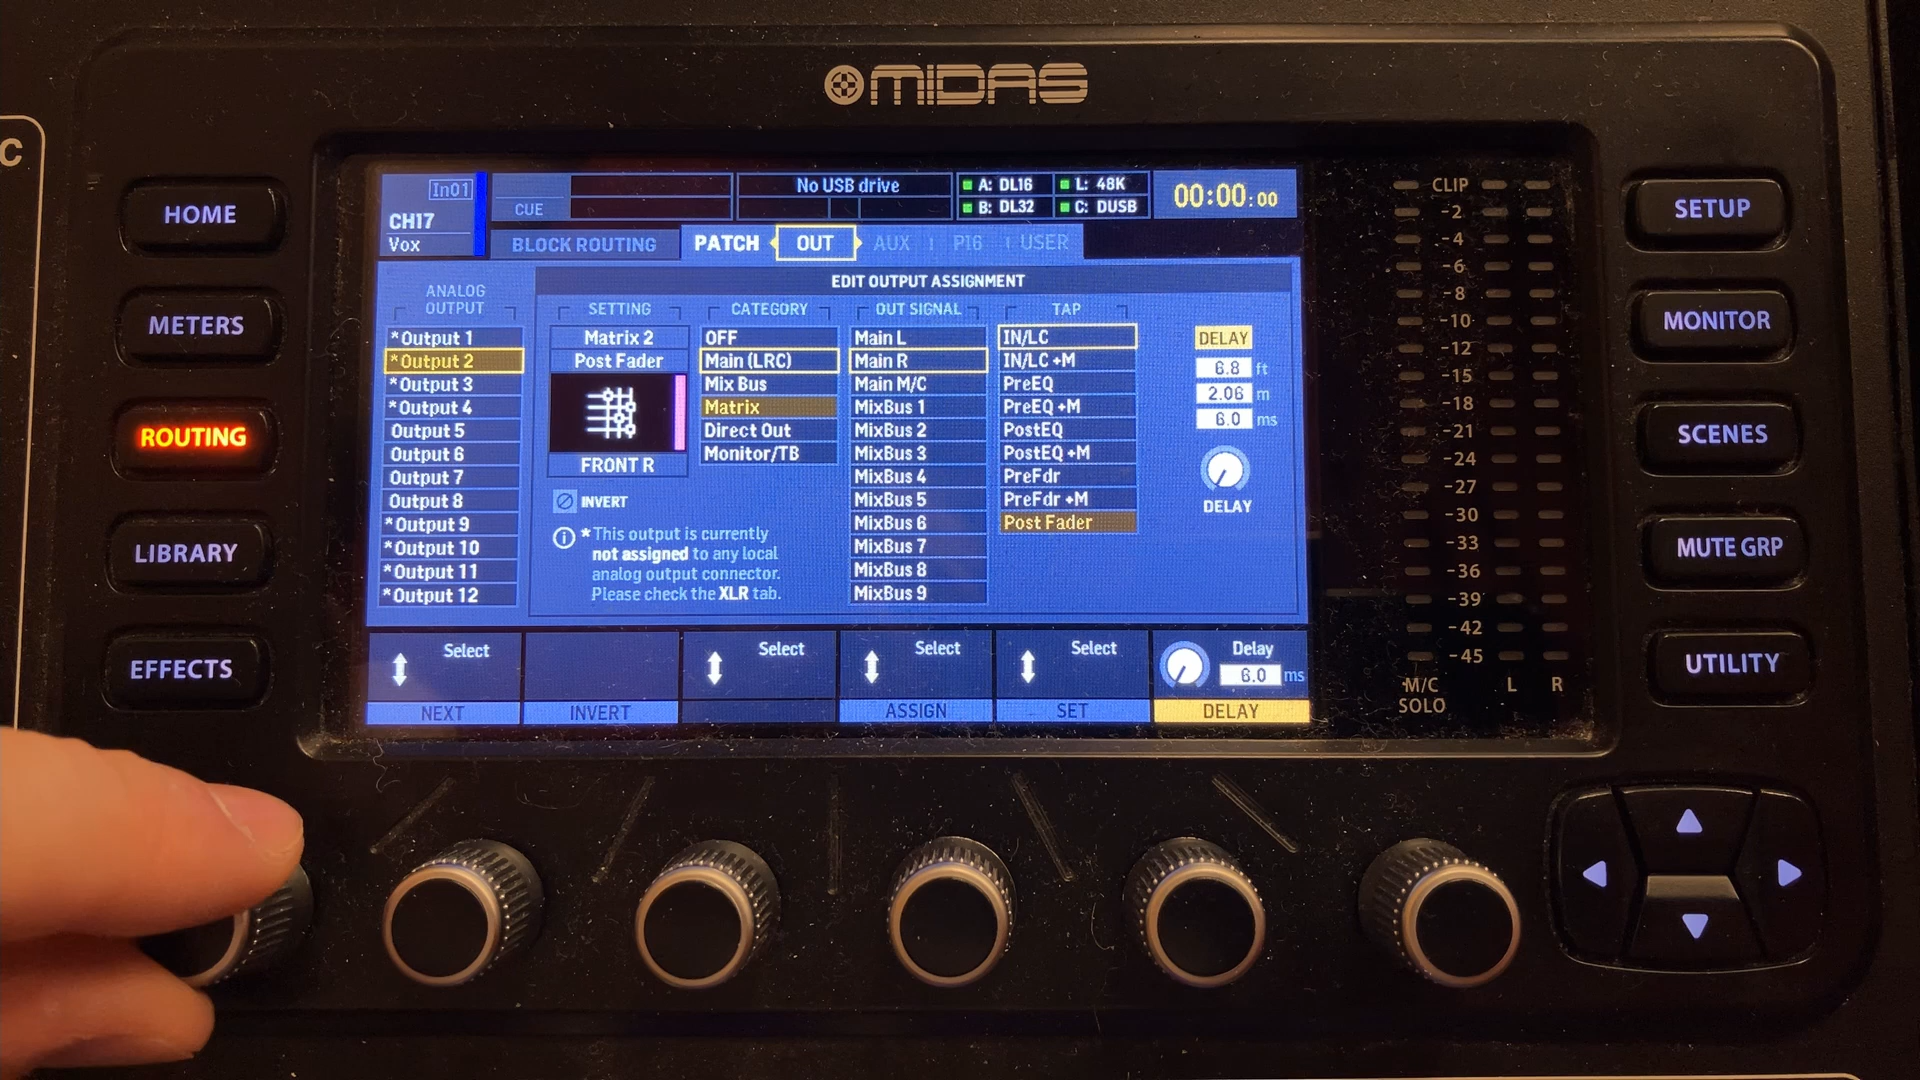 MIDAS
C
HOME
METERS
ROUTING
LIBRARY
EFFECTS
In01
CH17
Vox
CUE
No USB drive
A: DL16
L: 48K
B: DL32
C: DUSB
00:00:00
BLOCK ROUTING
PATCH
OUT
AUX
P16
USER
EDIT OUTPUT ASSIGNMENT
ANALOG
OUTPUT
*Output 1
*Output 2
*Output 3
*Output 4
Output 5
Output 6
Output 7
Output 8
*Output 9
*Output 10
*Output 11
*Output 12
SETTING
Matrix 2
Post Fader
FRONT R
INVERT
* This output is currently
not assigned to any local
analog output connector.
Please check the XLR tab.
CATEGORY
OFF
Main (LRC)
Mix Bus
Matrix
Direct Out
Monitor/TB
OUT SIGNAL
Main L
Main R
Main M/C
MixBus 1
MixBus 2
MixBus 3
MixBus 4
MixBus 5
MixBus 6
MixBus 7
MixBus 8
MixBus 9
TAP
IN/LC
IN/LC +M
PreEQ
PreEQ +M
PostEQ
PostEQ +M
PreFdr
PreFdr +M
Post Fader
DELAY
6.8 ft
2.06 m
6.0 ms
DELAY
Select
NEXT
INVERT
Select
Select
ASSIGN
Select
SET
Delay
6.0 ms
DELAY
CLIP
-2
-4
-6
-8
-10
-12
-15
-18
-21
-24
-27
-30
-33
-36
-39
-42
-45
M/C
SOLO
L
R
SETUP
MONITOR
SCENES
MUTE GRP
UTILITY